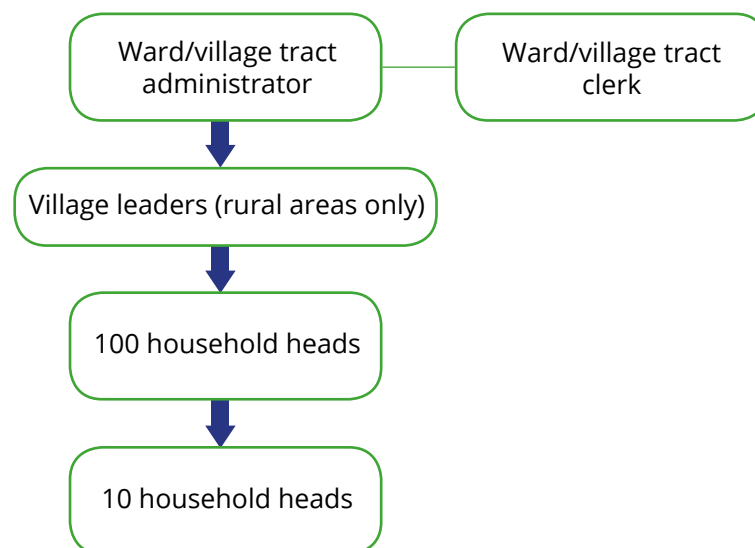 Ward/village tract
administrator
Ward/village tract
clerk
Village leaders (rural areas only)
100 household heads
10 household heads